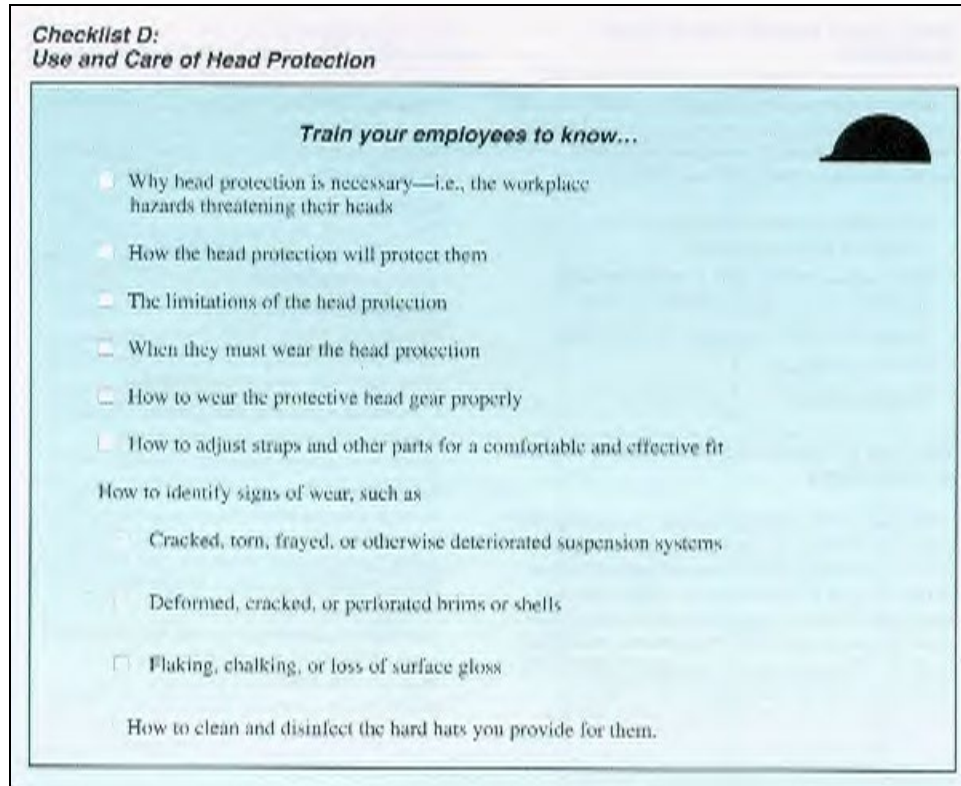 Checklist D:
Use and Care of Head Protection
Train your employees to know...
Why head protection is necessary—i.e., the workplace
hazards threatening their heads
How the head protection will protect them
The limitations of the head protection
When they must wear the head protection
How to wear the protective head gear properly
How to adjust straps and other parts for a comfortable and effective fit
How to identify signs of wear, such as
Cracked, torn, frayed, or otherwise deteriorated suspension systems
Deformed, cracked, or perforated brims or shells
Flaking, chalking, or loss of surface gloss
How to clean and disinfect the hard hats you provide for them.